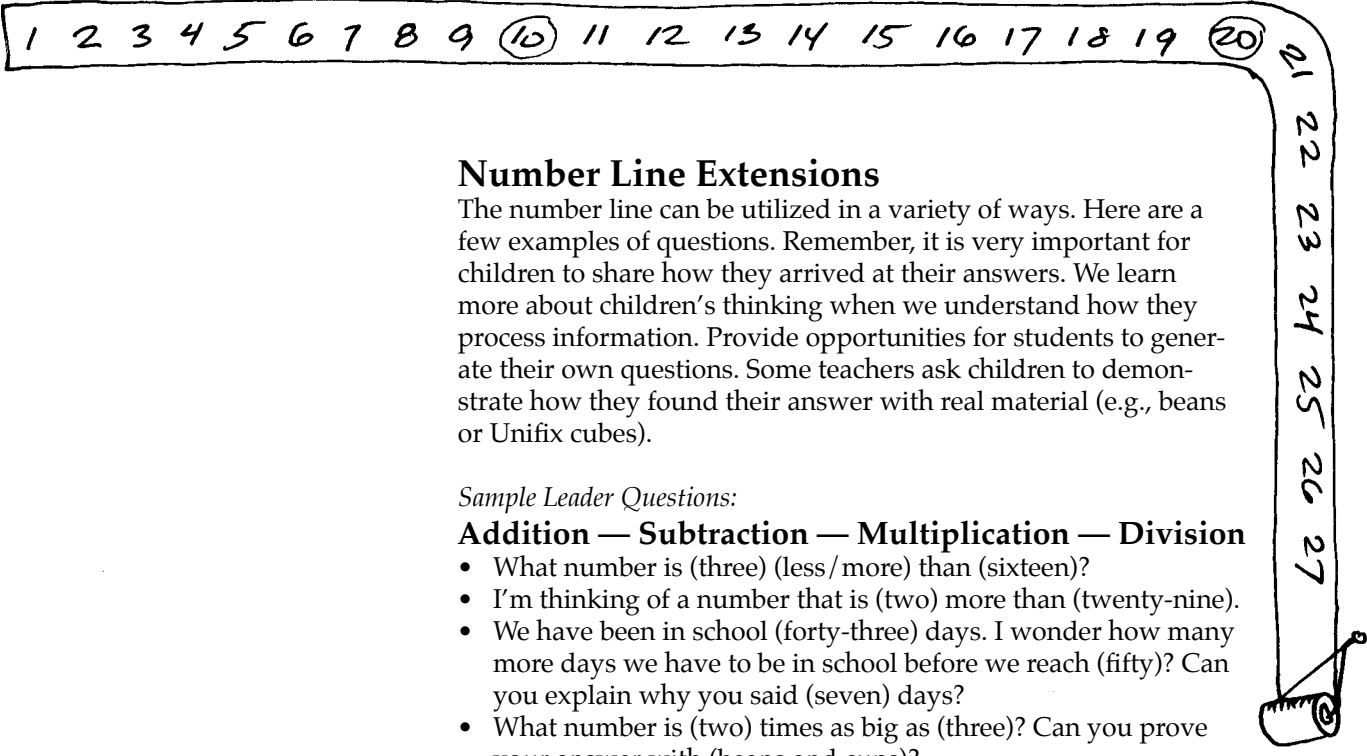 1 2 3 4 5 6 7 8 9 10 11 12 13 14 15 16 17 18 19 20 21 22 23 24 25 26 27
Number Line Extensions
The number line can be utilized in a variety of ways. Here are a
few examples of questions. Remember, it is very important for
children to share how they arrived at their answers. We learn
more about children's thinking when we understand how they
process information. Provide opportunities for students to gener-
ate their own questions. Some teachers ask children to demon-
strate how they found their answer with real material (e.g., beans
or Unifix cubes).
Sample Leader Questions:
Addition — Subtraction — Multiplication — Division
• What number is (three) (less/more) than (sixteen)?
• I'm thinking of a number that is (two) more than (twenty-nine).
• We have been in school (forty-three) days. I wonder how many
more days we have to be in school before we reach (fifty)? Can
you explain why you said (seven) days?
• What number is (two) times as big as (three)? Can you prove
your answer with (beans and cups)?